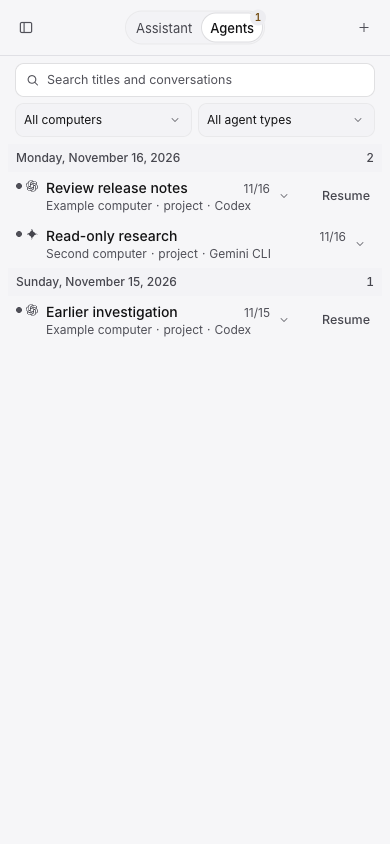 Assistant
Agents
1
Search titles and conversations
All computers
All agent types
Monday, November 16, 2026
2
Review release notes
11/16
Resume
Example computer · project · Codex
Read-only research
11/16
Second computer · project · Gemini CLI
Sunday, November 15, 2026
1
Earlier investigation
11/15
Resume
Example computer · project · Codex